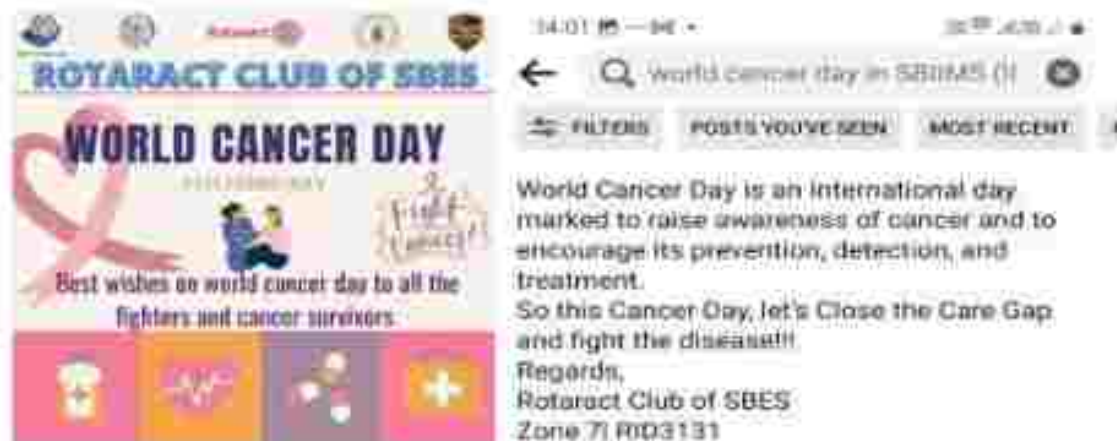 ROTARACT CLUB OF SBES
WORLD CANCER DAY
I
Fight
Cancer!
Best wishes on world cancer day to all the
fighters and cancer survivors
14:01
world cancer day in SBIIMS
FILTERS
POSTS YOU'VE SEEN
MOST RECENT
World Cancer Day is an international day
marked to raise awareness of cancer and to
encourage its prevention, detection, and
treatment.
So this Cancer Day, let's Close the Care Gap
and fight the disease!!!
Regards,
Rotaract Club of SBES
Zone 7| RID3131